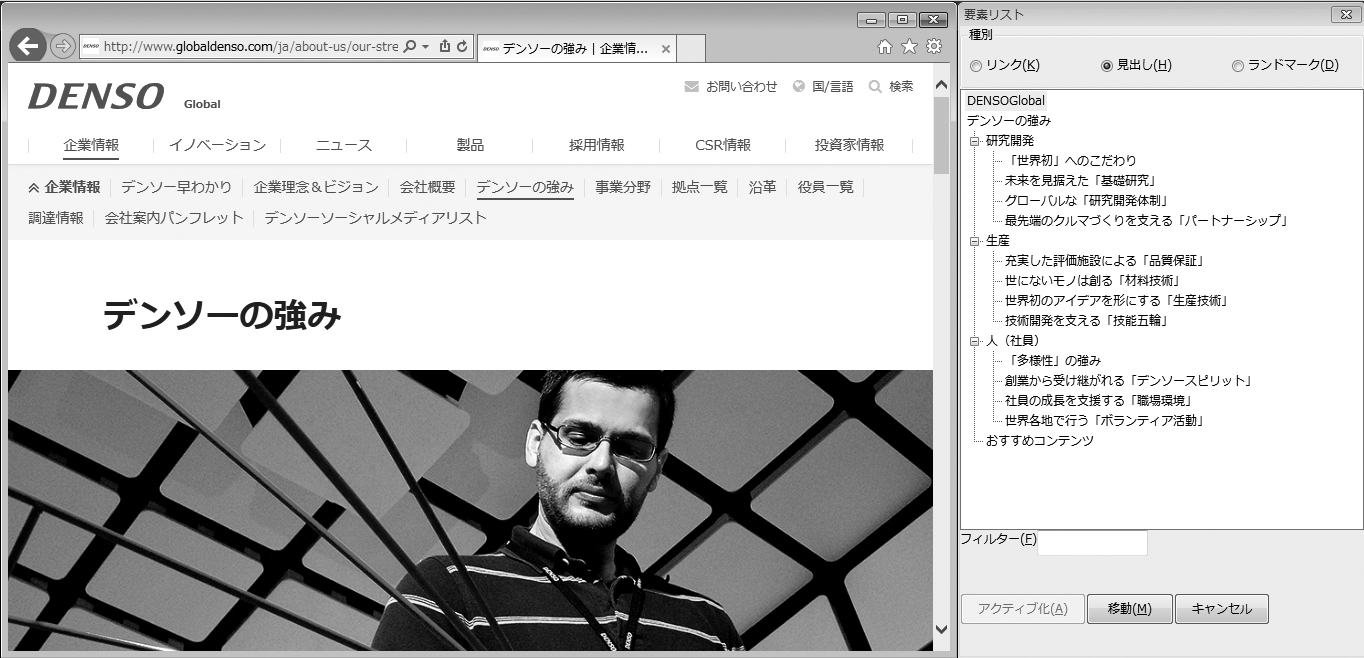 http://www.globaldenso.com/ja/about-us/our-stre
DENSO デンソーの強み | 企業情...
DENSO Global
お問い合わせ 国/言語 検索
企業情報 イノベーション ニュース 製品 採用情報 CSR情報 投資家情報
企業情報 デンソー早わかり 企業理念＆ビジョン 会社概要 デンソーの強み 事業分野 拠点一覧 沿革 役員一覧
調達情報 会社案内パンフレット デンソーソーシャルメディアリスト
デンソーの強み
要素リスト
種別
リンク(K) 見出し(H) ランドマーク(D)
DENSOGlobal
デンソーの強み
研究開発
「世界初」へのこだわり
未来を見据えた「基礎研究」
グローバルな「研究開発体制」
最先端のクルマづくりを支える「パートナーシップ」
生産
充実した評価施設による「品質保証」
世にないモノは創る「材料技術」
世界初のアイデアを形にする「生産技術」
技術開発を支える「技能五輪」
人（社員）
「多様性」の強み
創業から受け継がれる「デンソースピリット」
社員の成長を支援する「職場環境」
世界各地で行う「ボランティア活動」
おすすめコンテンツ
フィルター(F)
アクティブ化(A) 移動(M) キャンセル